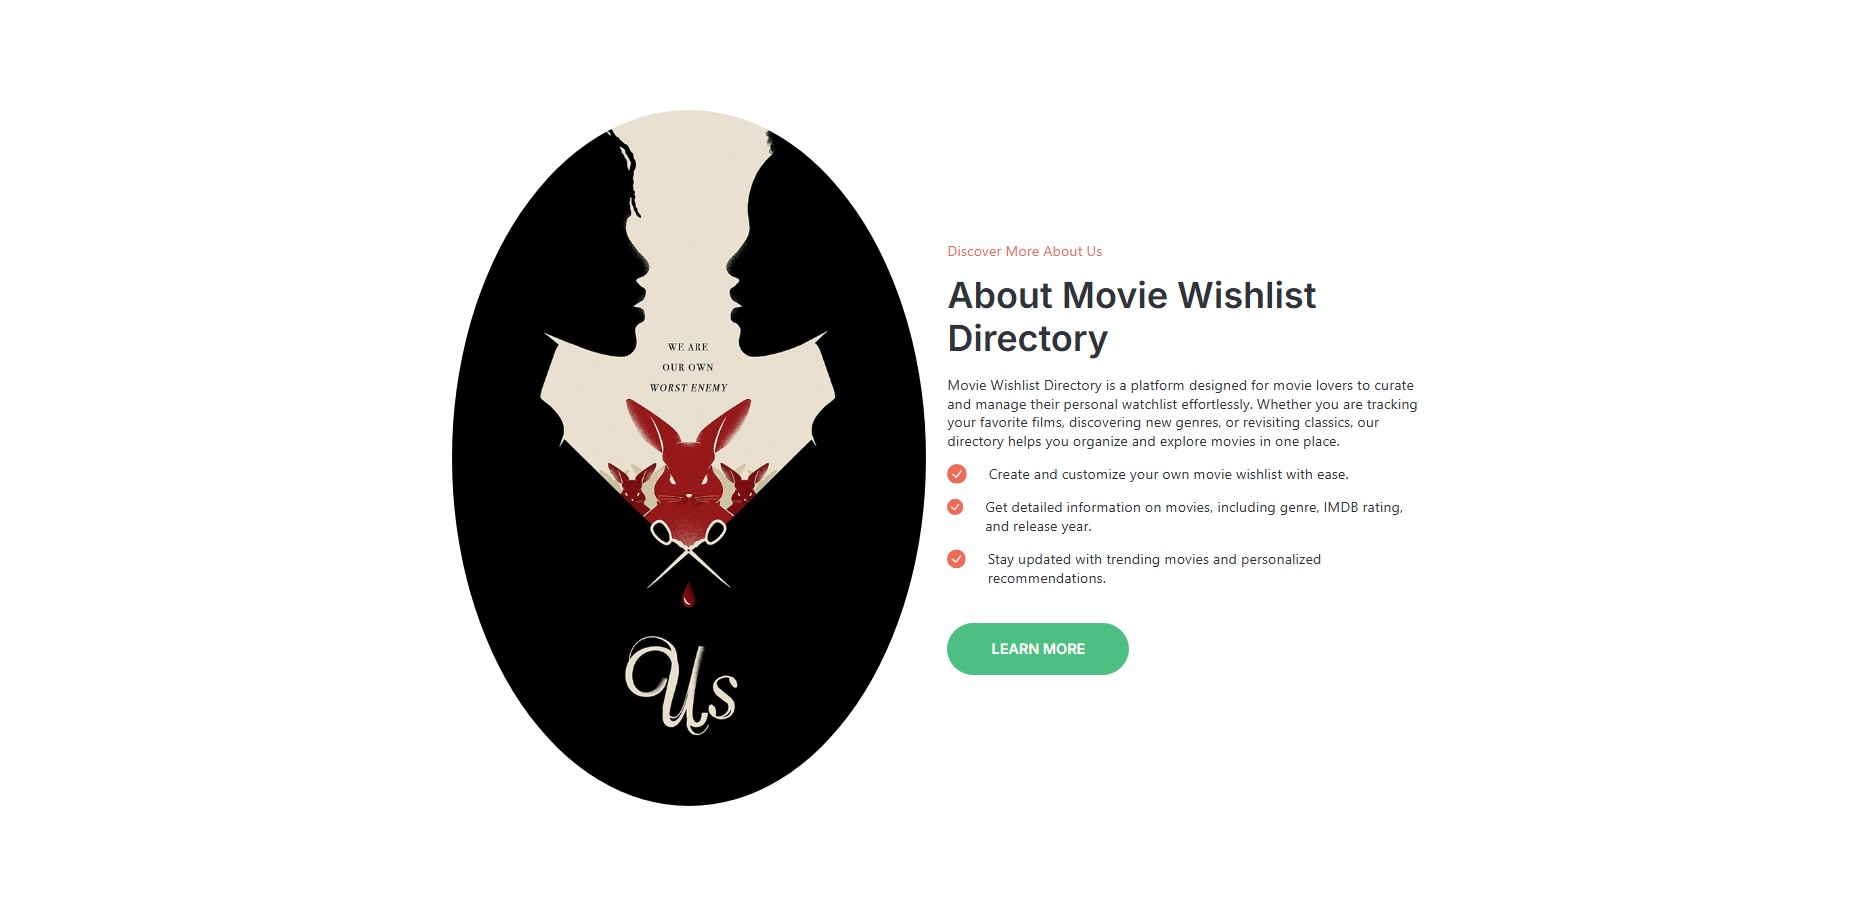 WE ARE
OUR OWN
WORST ENEMY
Us
Discover More About Us
About Movie Wishlist
Directory
Movie Wishlist Directory is a platform designed for movie lovers to curate
and manage their personal watchlist effortlessly. Whether you are tracking
your favorite films, discovering new genres, or revisiting classics, our
directory helps you organize and explore movies in one place.
Create and customize your own movie wishlist with ease.
Get detailed information on movies, including genre, IMDB rating,
and release year.
Stay updated with trending movies and personalized
recommendations.
LEARN MORE